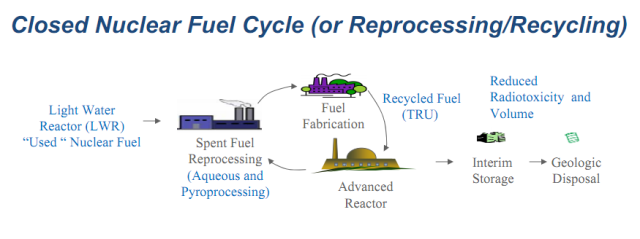 Closed Nuclear Fuel Cycle (or Reprocessing/Recycling)
Light Water
Reactor (LWR)
“Used “ Nuclear Fuel
Spent Fuel
Reprocessing
(Aqueous and
Pyroprocessing)
Fuel
Fabrication
Recycled Fuel
(TRU)
Advanced
Reactor
Reduced
Radiotoxicity and
Volume
Interim
Storage
Geologic
Disposal